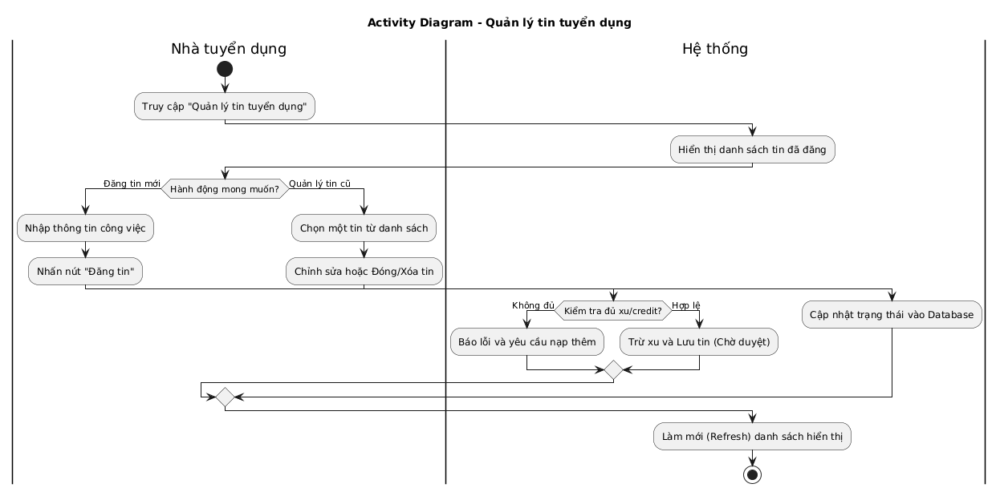 Activity Diagram - Quản lý tin tuyển dụng
Nhà tuyển dụng
Hệ thống
Truy cập "Quản lý tin tuyển dụng"
Hiển thị danh sách tin đã đăng
Đăng tin mới
Hành động mong muốn?
Quản lý tin cũ
Nhập thông tin công việc
Chọn một tin từ danh sách
Nhấn nút "Đăng tin"
Chỉnh sửa hoặc Đóng/Xóa tin
Không đủ
Kiểm tra đủ xu/credit?
Hợp lệ
Cập nhật trạng thái vào Database
Báo lỗi và yêu cầu nạp thêm
Trừ xu và Lưu tin (Chờ duyệt)
Làm mới (Refresh) danh sách hiển thị